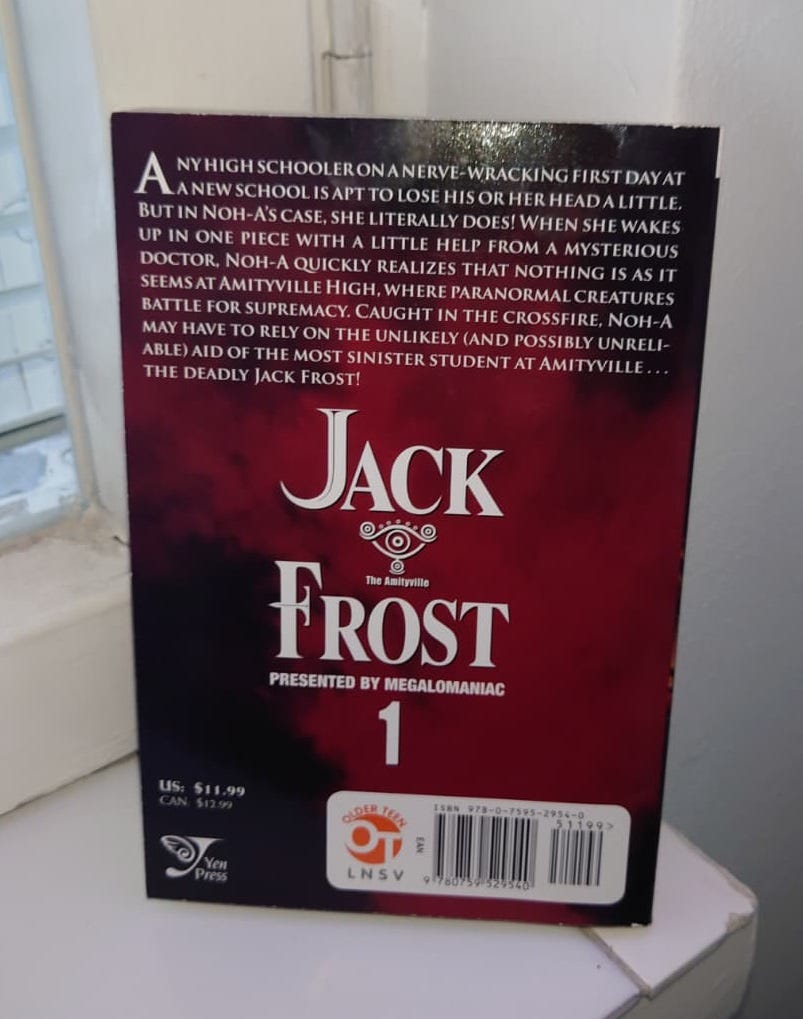 ANY HIGH SCHOOLER ON A NERVE-WRACKING FIRST DAY AT
A NEW SCHOOL IS APT TO LOSE HIS OR HER HEAD A LITTLE.
BUT IN NOH-A'S CASE, SHE LITERALLY DOES! WHEN SHE WAKES
UP IN ONE PIECE WITH A LITTLE HELP FROM A MYSTERIOUS
DOCTOR, NOH-A QUICKLY REALIZES THAT NOTHING IS AS IT
SEEMS AT AMITYVILLE HIGH, WHERE PARANORMAL CREATURES
BATTLE FOR SUPREMACY. CAUGHT IN THE CROSSFIRE, NOH-A
MAY HAVE TO RELY ON THE UNLIKELY (AND POSSIBLY UNRELI-
ABLE) AID OF THE MOST SINISTER STUDENT AT AMITYVILLE...
THE DEADLY JACK FROST!
JACK
The Amityville
FROST
PRESENTED BY MEGALOMANIAC
1
US: $11.99
CAN: $12.99
Yen
Press
OLDER TEEN
OT
LNSV
EAN
ISBN 978-0-7595-2954-0
51199>
9 780759 529540